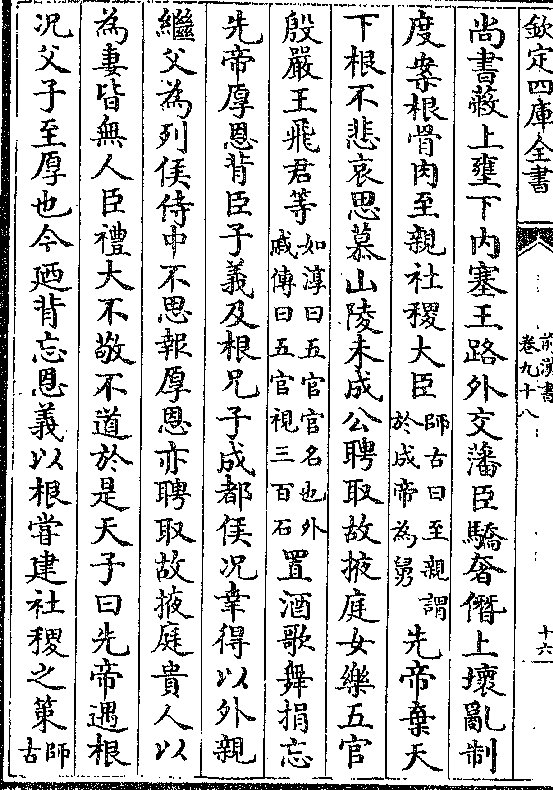 欽定四庫全書
前漢書
卷九十八
十六
尚書蔽上壅下内塞王路外交藩臣驕奢僭上壞亂制
度案根骨肉至親社稷大臣師古曰至親謂於成帝為舅先帝棄天
下根不悲哀思慕山陵未成公聘取故掖庭女樂五官
殷嚴王飛君等如淳曰五官官名也外戚傳曰五官視三百石置酒歌舞捐忘
先帝厚恩背臣子義及根兄子成都侯况幸得以外親
繼父為列侯侍中不思報厚恩亦聘取故掖庭貴人以
為妻皆無人臣禮大不敬不道於是天子曰先帝遇根
况父子至厚也今廼背忘恩義以根嘗建社稷之策師古